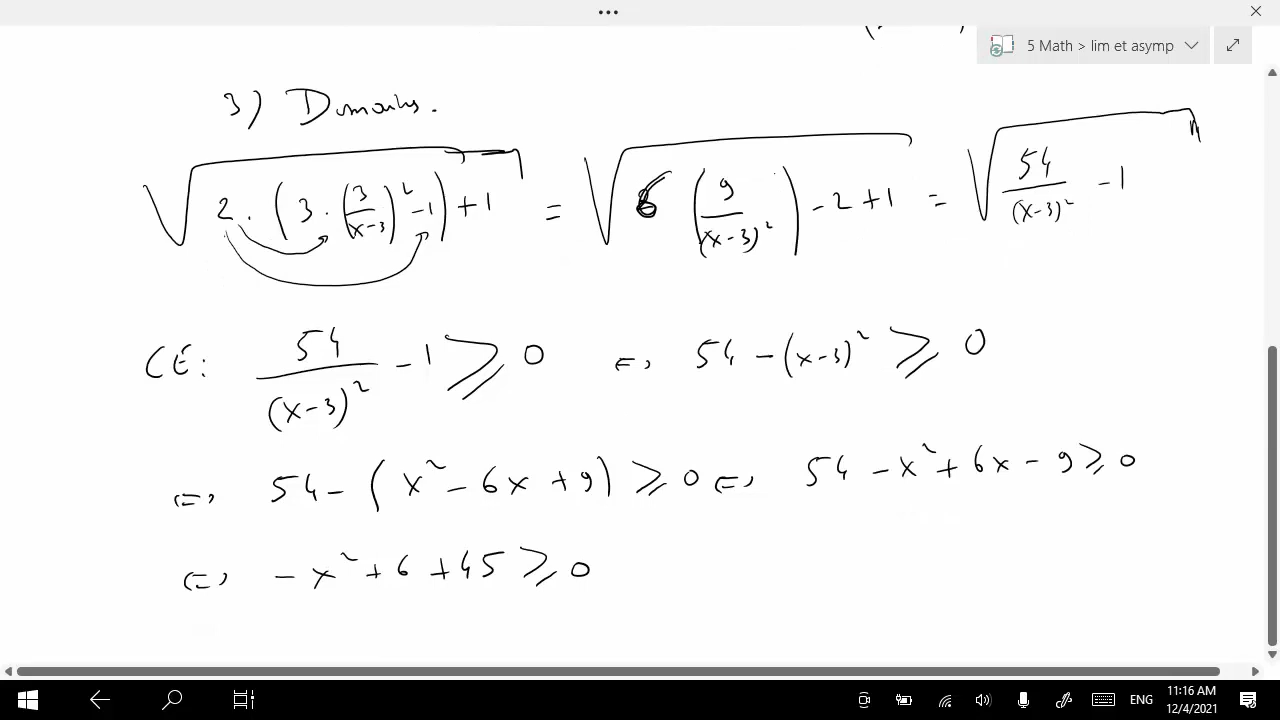 5 Math > lim et asymp
3) Domaines.
√(2 · (3 · (3/(x-3))² - 1) + 1) = √(6 (9/(x-3)²) - 2 + 1) = √(54/(x-3)² - 1)
CE: 54/(x-3)² - 1 ⩾ 0 ⇔ 54 - (x-3)² ⩾ 0
⇔ 54 - (x² - 6x + 9) ⩾ 0 ⇔ 54 - x² + 6x - 9 ⩾ 0
⇔ - x² + 6 + 45 ⩾ 0
ENG
11:16 AM
12/4/2021